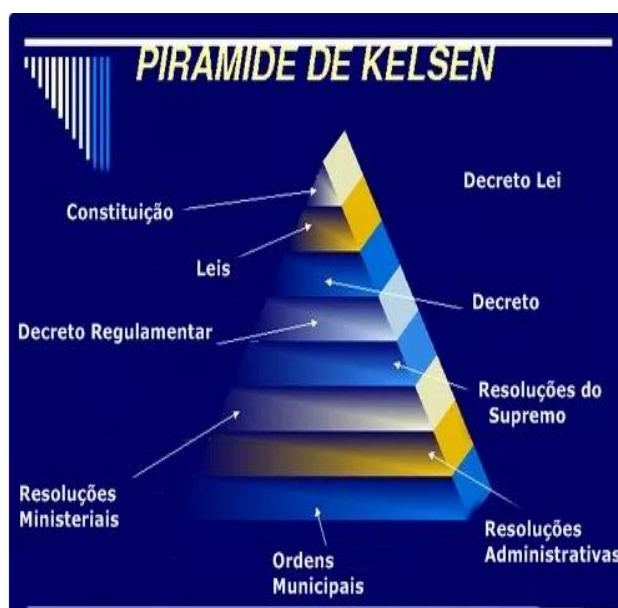 PIRAMIDE DE KELSEN
Decreto Lei
Constituição
Leis
Decreto
Decreto Regulamentar
Resoluções do
Supremo
Resoluções
Ministeriais
Resoluções
Administrativas
Ordens
Municipais